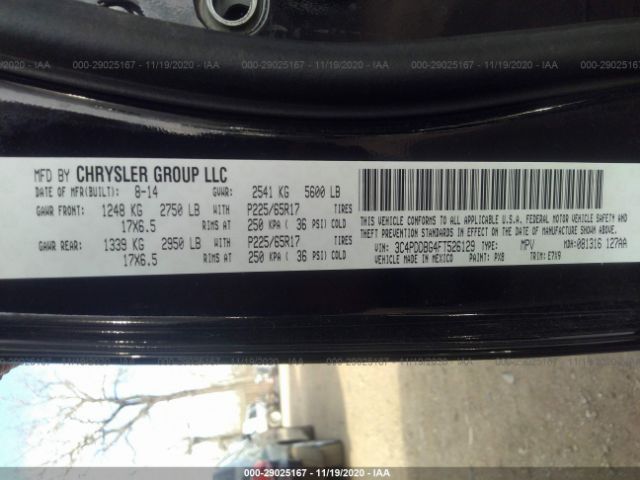 000-29025167 - 11/19/2020 - IAA
MFD BY CHRYSLER GROUP LLC
DATE OF MFR(BUILT): 8-14 GVWR: 2541 KG 5600 LB
GAWR FRONT: 1248 KG 2750 LB WITH P225/65R17 TIRES
17X6.5 RIMS AT 250 KPA ( 36 PSI) COLD
GAWR REAR: 1339 KG 2950 LB WITH P225/65R17 TIRES
17X6.5 RIMS AT 250 KPA ( 36 PSI) COLD
THIS VEHICLE CONFORMS TO ALL APPLICABLE U.S.A. FEDERAL MOTOR VEHICLE SAFETY AND
THEFT PREVENTION STANDARDS IN EFFECT ON THE DATE OF MANUFACTURE SHOWN ABOVE.
VIN: 3C4PDDBG4FT526129 TYPE: MPV MDH:081316 127AA
VEHICLE MADE IN MEXICO PAINT: PX8 TRIM: E7X9
000-29025167 - 11/19/2020 - IAA
000-29025167 - 11/19/2020 - IAA